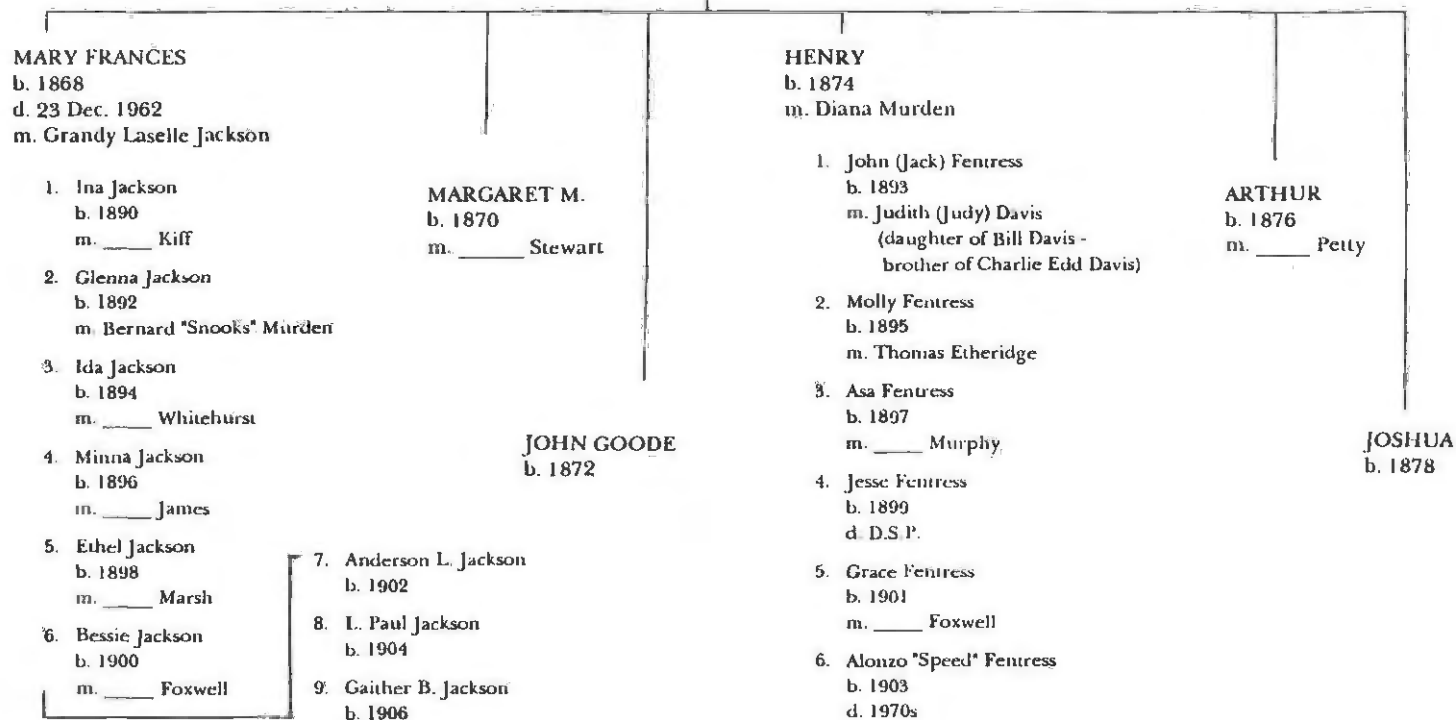 MARY FRANCES
b. 1868
d. 23 Dec. 1962
m. Grandy Laselle Jackson
1. Ina Jackson
b. 1890
m. _____ Kiff
2. Glenna Jackson
b. 1892
m. Bernard "Snooks" Murden
3. Ida Jackson
b. 1894
m. _____ Whitehurst
4. Minna Jackson
b. 1896
m. _____ James
5. Ethel Jackson
b. 1898
m. _____ Marsh
6. Bessie Jackson
b. 1900
m. _____ Foxwell
7. Anderson L. Jackson
b. 1902
8. L. Paul Jackson
b. 1904
9. Gaither B. Jackson
b. 1906
MARGARET M.
b. 1870
m. _____ Stewart
JOHN GOODE
b. 1872
HENRY
b. 1874
m. Diana Murden
1. John (Jack) Fentress
b. 1893
m. Judith (Judy) Davis
(daughter of Bill Davis -
brother of Charlie Edd Davis)
2. Molly Fentress
b. 1895
m. Thomas Etheridge
3. Asa Fentress
b. 1897
m. _____ Murphy
4. Jesse Fentress
b. 1899
d. D.S.P.
5. Grace Fentress
b. 1901
m. _____ Foxwell
6. Alonzo "Speed" Fentress
b. 1903
d. 1970s
ARTHUR
b. 1876
m. _____ Petty
JOSHUA
b. 1878